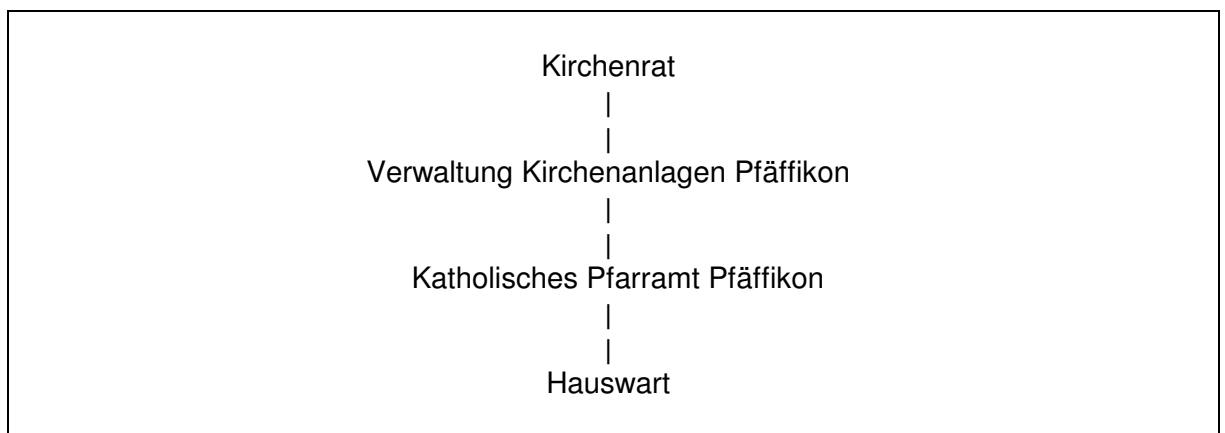 Kirchenrat
|
|
Verwaltung Kirchenanlagen Pfäffikon
|
|
Katholisches Pfarramt Pfäffikon
|
|
Hauswart